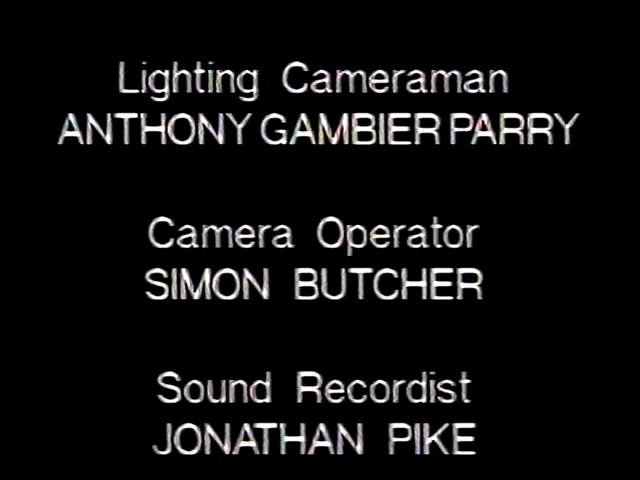 Lighting Cameraman
ANTHONY GAMBIER PARRY
Camera Operator
SIMON BUTCHER
Sound Recordist
JONATHAN PIKE